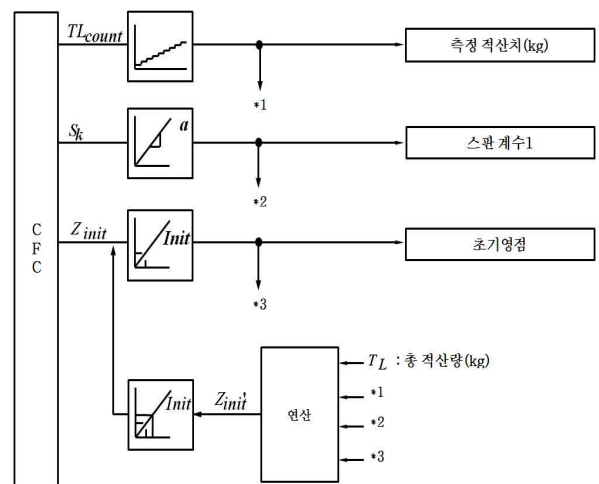 TLcount
측정 적산치(kg)
*1
Sk
a
스판 계수1
*2
CFC
Zinit
Init
초기영점
*3
TL : 총 적산량(kg)
Init
Zinit'
연산
*1
*2
*3